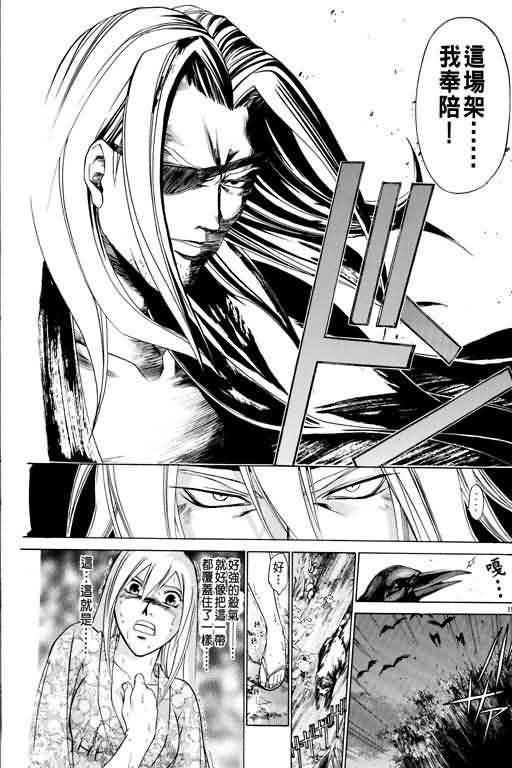 這場架……
我奉陪！
ドド
……
嘎…
好…
好強的殺氣……
就好像把這一帶
都覆蓋住了一樣……
這…這就是……